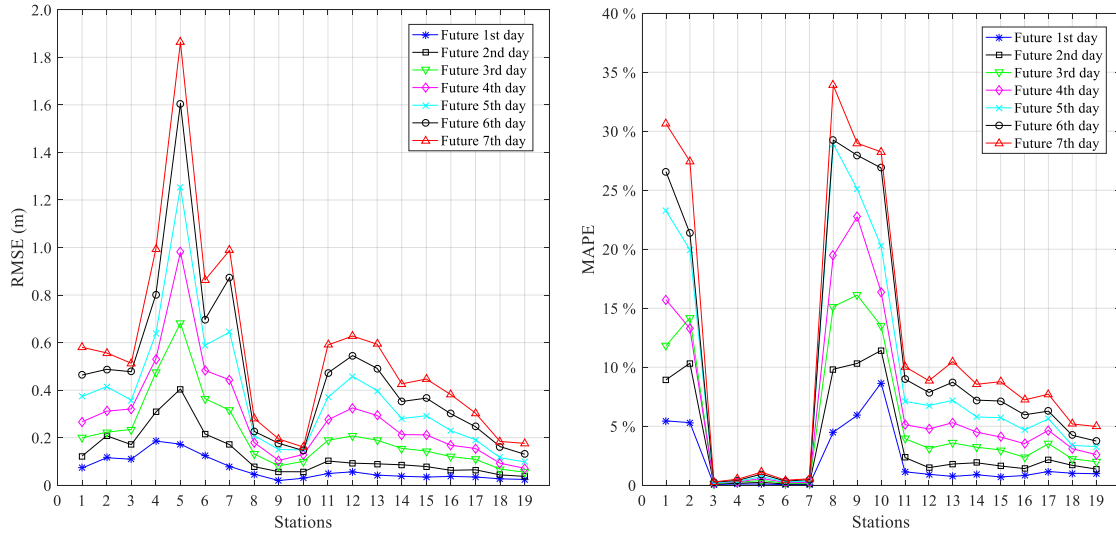 2.0
1.8
1.6
1.4
1.2
1.0
0.8
0.6
0.4
0.2
0
RMSE (m)
0 1 2 3 4 5 6 7 8 9 10 11 12 13 14 15 16 17 18 19
Stations
Future 1st day
Future 2nd day
Future 3rd day
Future 4th day
Future 5th day
Future 6th day
Future 7th day
40 %
35 %
30 %
25 %
20 %
15 %
10 %
5 %
0
MAPE
0 1 2 3 4 5 6 7 8 9 10 11 12 13 14 15 16 17 18 19
Stations
Future 1st day
Future 2nd day
Future 3rd day
Future 4th day
Future 5th day
Future 6th day
Future 7th day